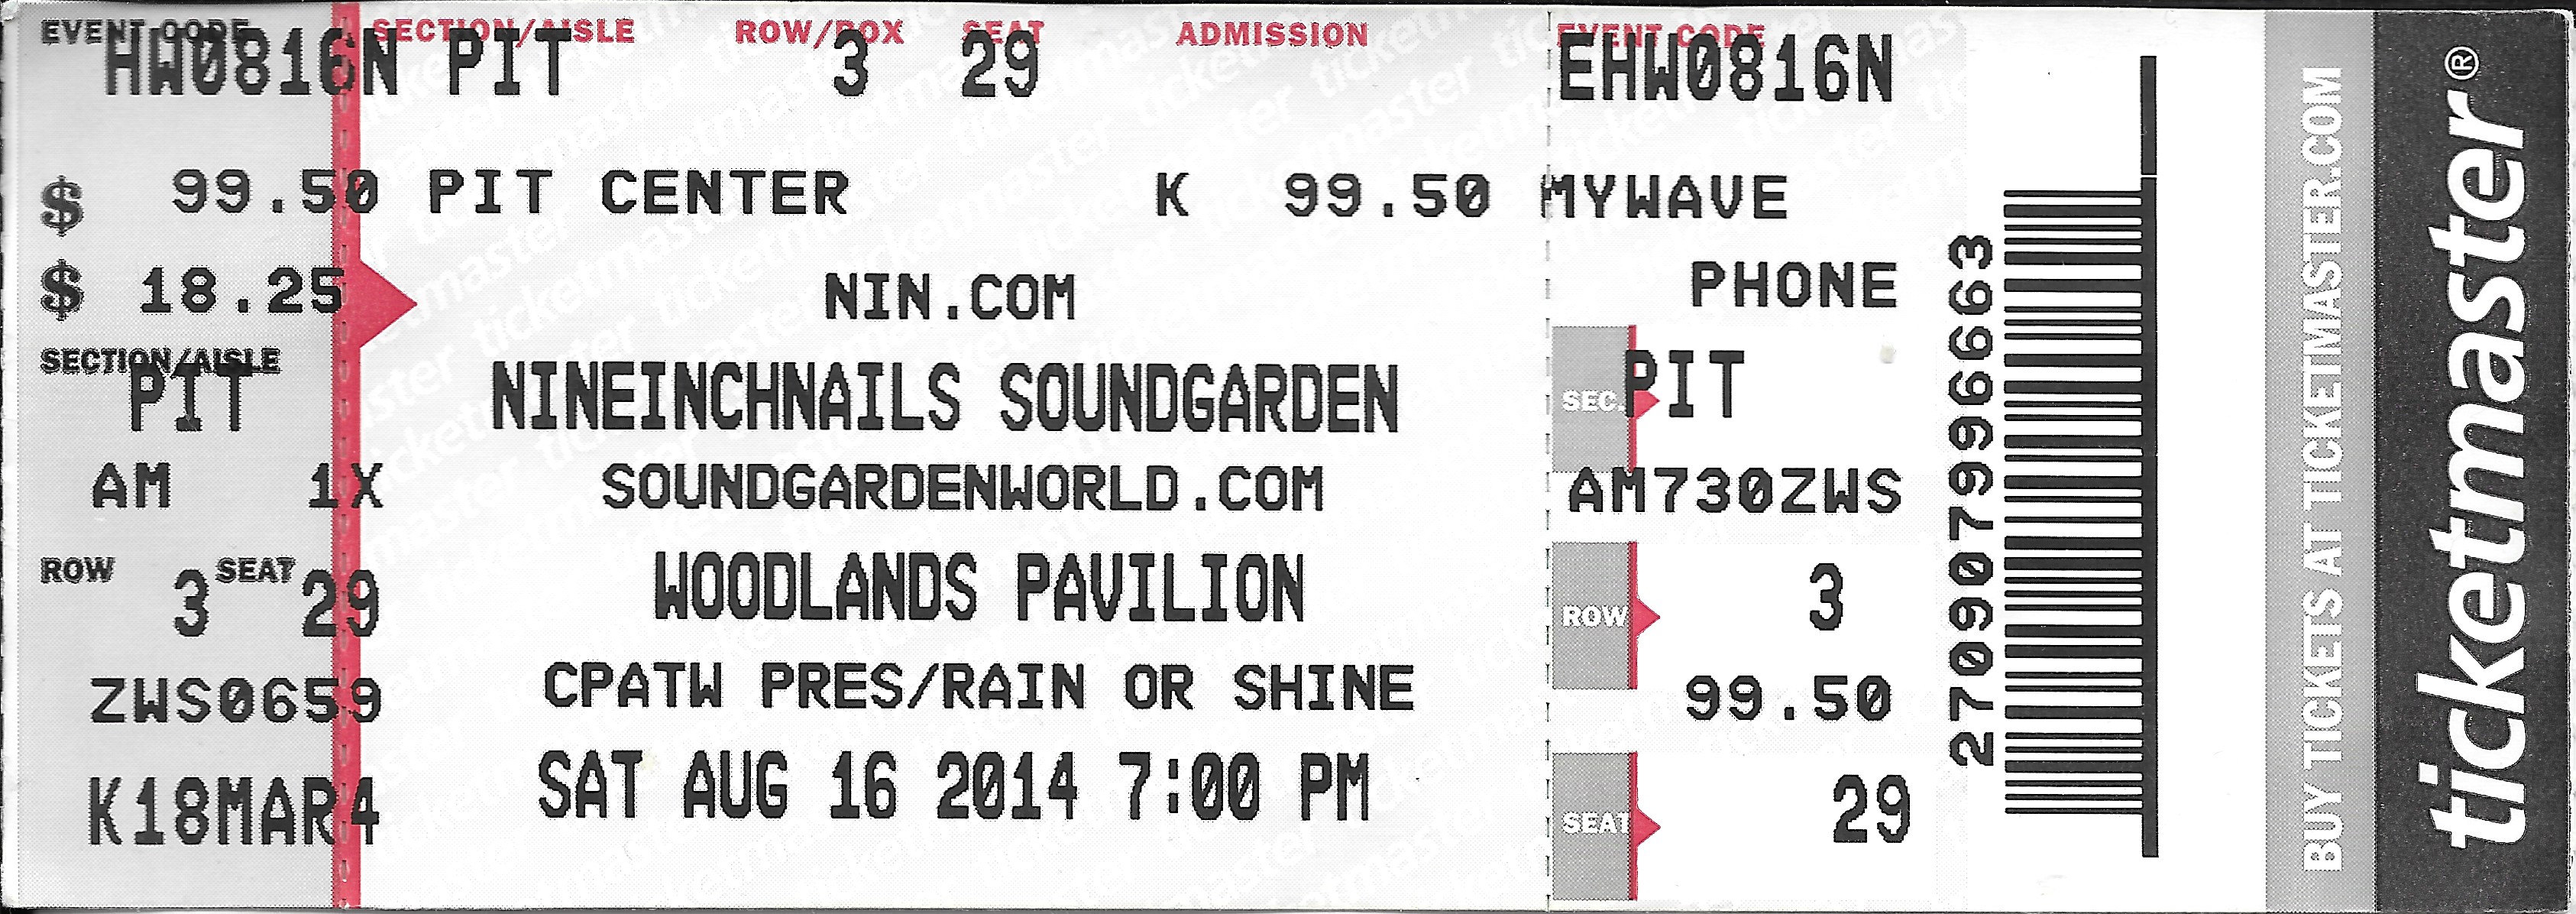 EVENT CODE SECTION/AISLE ROW/BOX SEAT ADMISSION EVENT CODE
HW0816N PIT 3 29 EHW0816N
$ 99.50 PIT CENTER K 99.50 MYWAVE
$ 18.25 NIN.COM PHONE
SECTION/AISLE
PIT NINEINCHNAILS SOUNDGARDEN SEC. PIT
AM 1X SOUNDGARDENWORLD.COM AM730ZWS
ROW 3 SEAT 29 WOODLANDS PAVILION ROW 3
ZWS0659 CPATW PRES/RAIN OR SHINE 99.50
K18MAR4 SAT AUG 16 2014 7:00 PM SEAT 29
270907996663
BUY TICKETS AT TICKETMASTER.COM
ticketmaster®